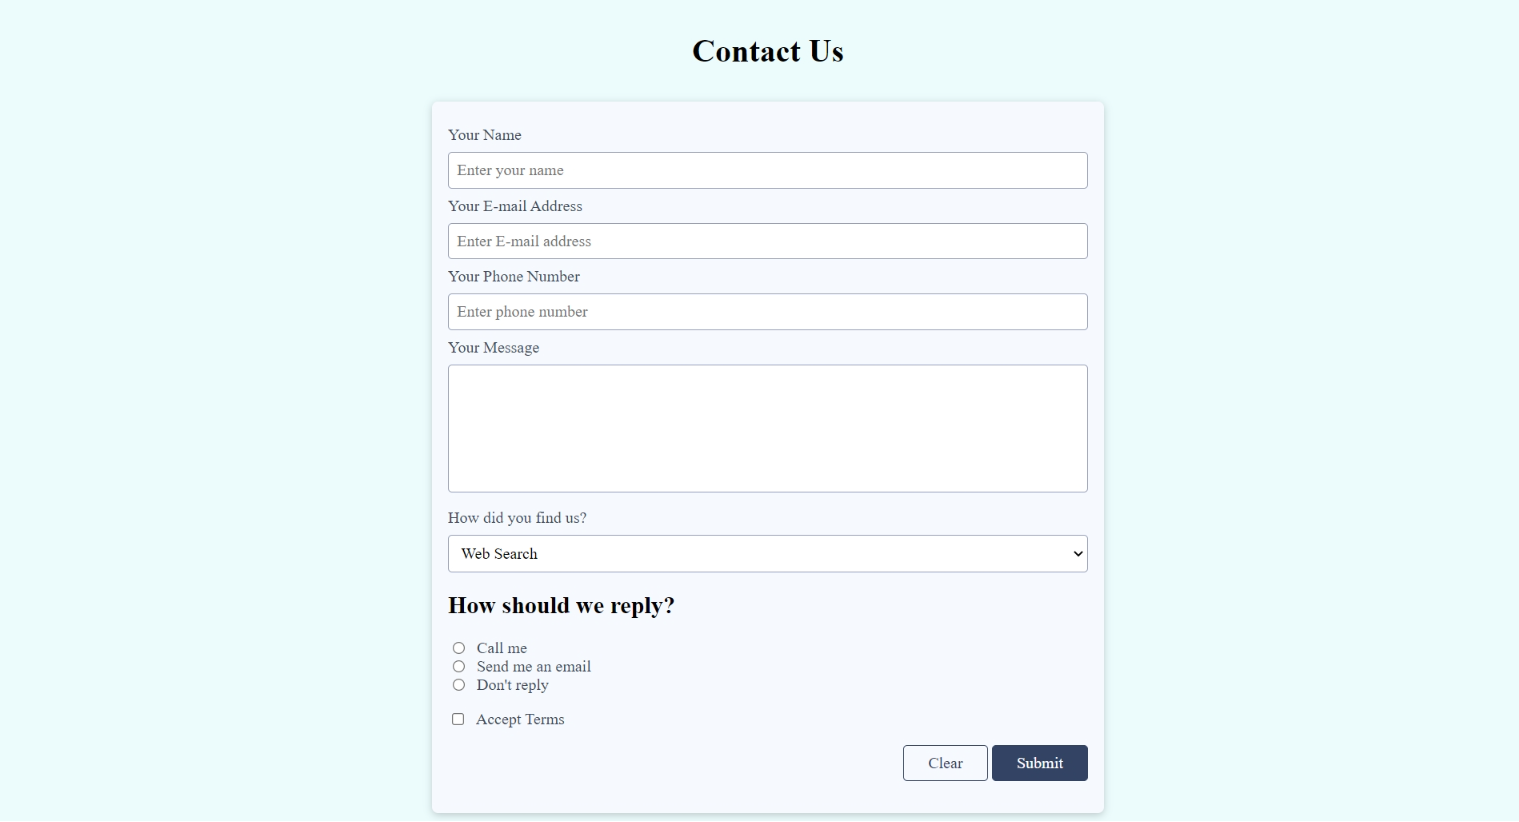 Contact Us
Your Name
Enter your name
Your E-mail Address
Enter E-mail address
Your Phone Number
Enter phone number
Your Message
How did you find us?
Web Search
How should we reply?
Call me
Send me an email
Don't reply
Accept Terms
Clear Submit